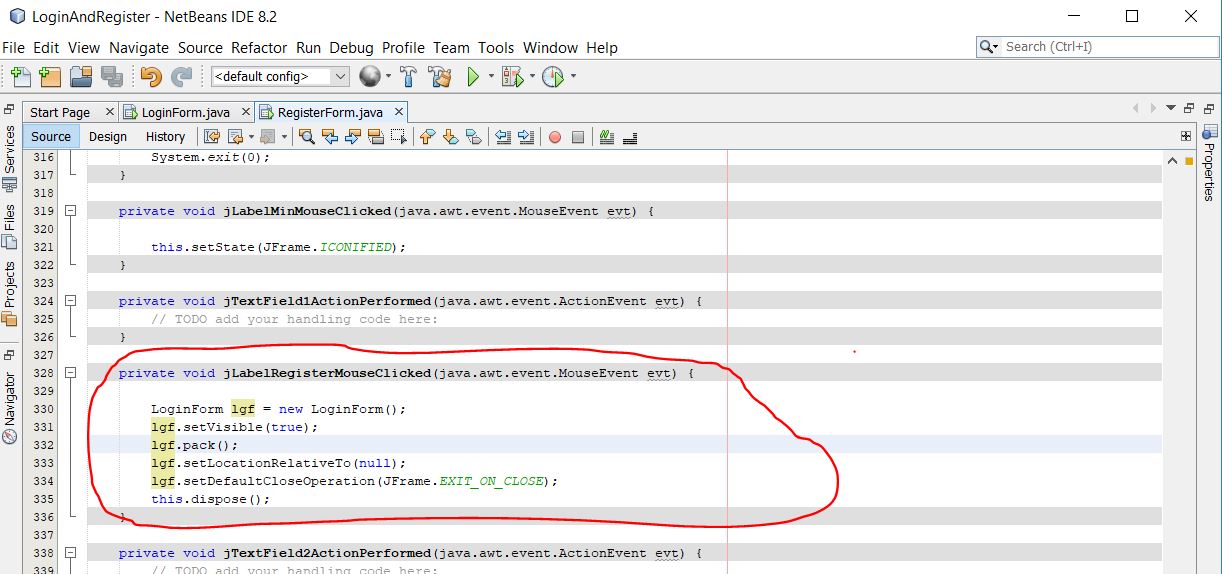 LoginAndRegister - NetBeans IDE 8.2
File Edit View Navigate Source Refactor Run Debug Profile Team Tools Window Help
Search (Ctrl+I)
<default config>
Start Page LoginForm.java RegisterForm.java
Source Design History
Services
Files
Projects
Navigator
Properties
316 System.exit(0);
317 }
318
319 private void jLabelMinMouseClicked(java.awt.event.MouseEvent evt) {
320
321 this.setState(JFrame.ICONIFIED);
322 }
323
324 private void jTextField1ActionPerformed(java.awt.event.ActionEvent evt) {
325 // TODO add your handling code here:
326 }
327
328 private void jLabelRegisterMouseClicked(java.awt.event.MouseEvent evt) {
329
330 LoginForm lgf = new LoginForm();
331 lgf.setVisible(true);
332 lgf.pack();
333 lgf.setLocationRelativeTo(null);
334 lgf.setDefaultCloseOperation(JFrame.EXIT_ON_CLOSE);
335 this.dispose();
336 }
337
338 private void jTextField2ActionPerformed(java.awt.event.ActionEvent evt) {
339 // TODO add your handling code here: